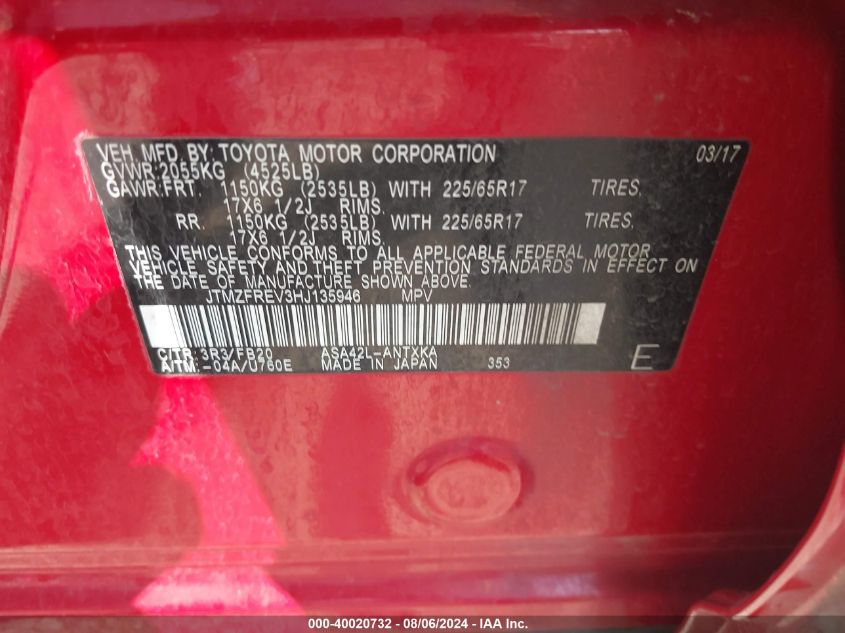 VEH. MFD. BY: TOYOTA MOTOR CORPORATION 03/17
GVWR: 2055KG (4525LB)
GAWR: FRT. 1150KG (2535LB) WITH 225/65R17 TIRES.
17X6 1/2J RIMS.
RR. 1150KG (2535LB) WITH 225/65R17 TIRES.
17X6 1/2J RIMS.
THIS VEHICLE CONFORMS TO ALL APPLICABLE FEDERAL MOTOR
VEHICLE SAFETY AND THEFT PREVENTION STANDARDS IN EFFECT ON
THE DATE OF MANUFACTURE SHOWN ABOVE.
JTMZFREV3HJ135946 MPV
C/TR: 3R3/FB20 ASA42L-ANTXKA
A/TM: -04A/U760E MADE IN JAPAN 353 E
000-40020732 - 08/06/2024 - IAA Inc.